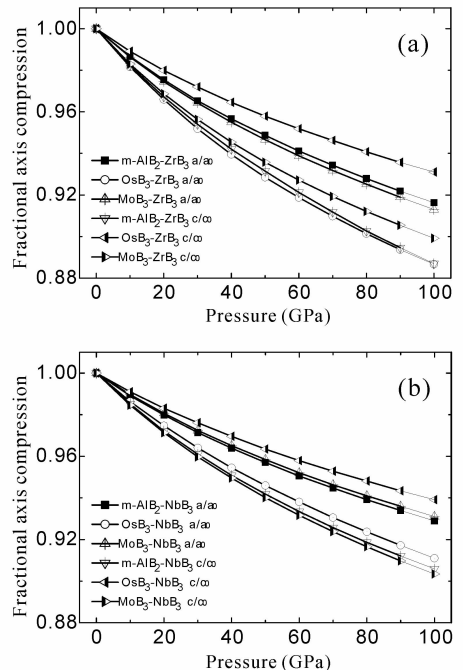 1.00
(a)
0.96
0.92
0.88
Fractional axis compression
m-AlB2-ZrB3 a/a0
OsB3-ZrB3 a/a0
MoB3-ZrB3 a/a0
m-AlB2-ZrB3 c/c0
OsB3-ZrB3 c/c0
MoB3-ZrB3 c/c0
0 20 40 60 80 100
Pressure (GPa)
1.00
(b)
0.96
0.92
0.88
Fractional axis compression
m-AlB2-NbB3 a/a0
OsB3-NbB3 a/a0
MoB3-NbB3 a/a0
m-AlB2-NbB3 c/c0
OsB3-NbB3 c/c0
MoB3-NbB3 c/c0
0 20 40 60 80 100
Pressure (GPa)